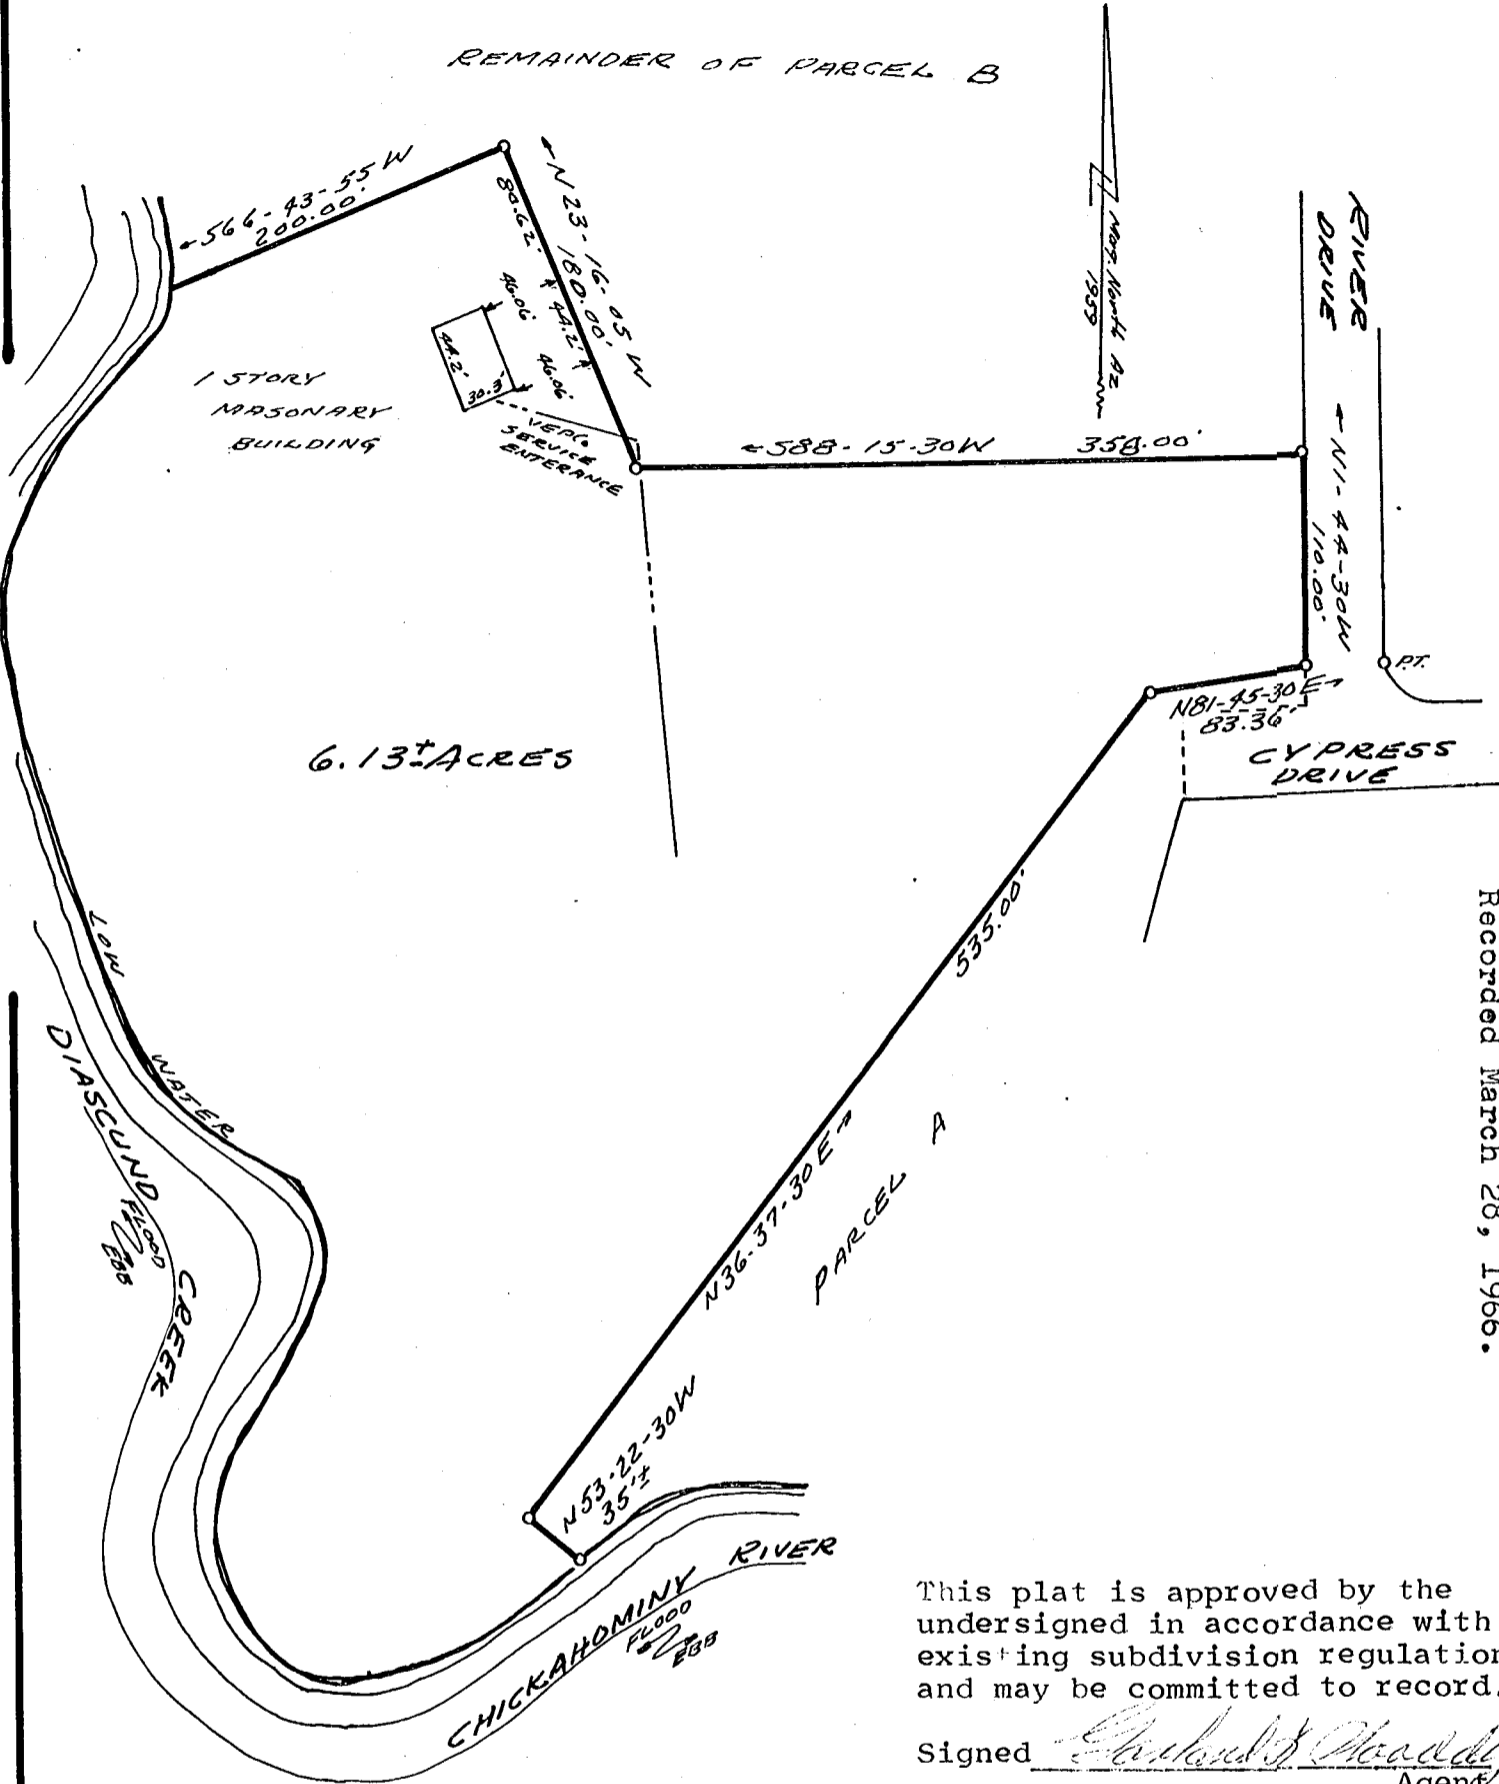 REMAINDER OF PARCEL B
S66-43-55 W
200.00'
N23-16-05 W
180.00'
80.62'
44.2'
46.06'
46.06'
44.2'
30.3'
1 STORY
MASONARY
BUILDING
VEPCo
SERVICE
ENTERANCE
Mag. North Az
1959
RIVER
DRIVE
S88-15-30W 358.00'
N1-44-30W
110.00'
P.T.
N81-45-30E
83.36'
CYPRESS
DRIVE
6.13± ACRES
535.00'
N36-37-30E
PARCEL A
LOW
WATER
DIASCUND
CREEK
FLOOD
EBB
N53-22-30W
35'±
CHICKAHOMINY RIVER
FLOOD
EBB
Recorded March 28, 1966.
This plat is approved by the
undersigned in accordance with
existing subdivision regulation
and may be committed to record.
Signed
Agent